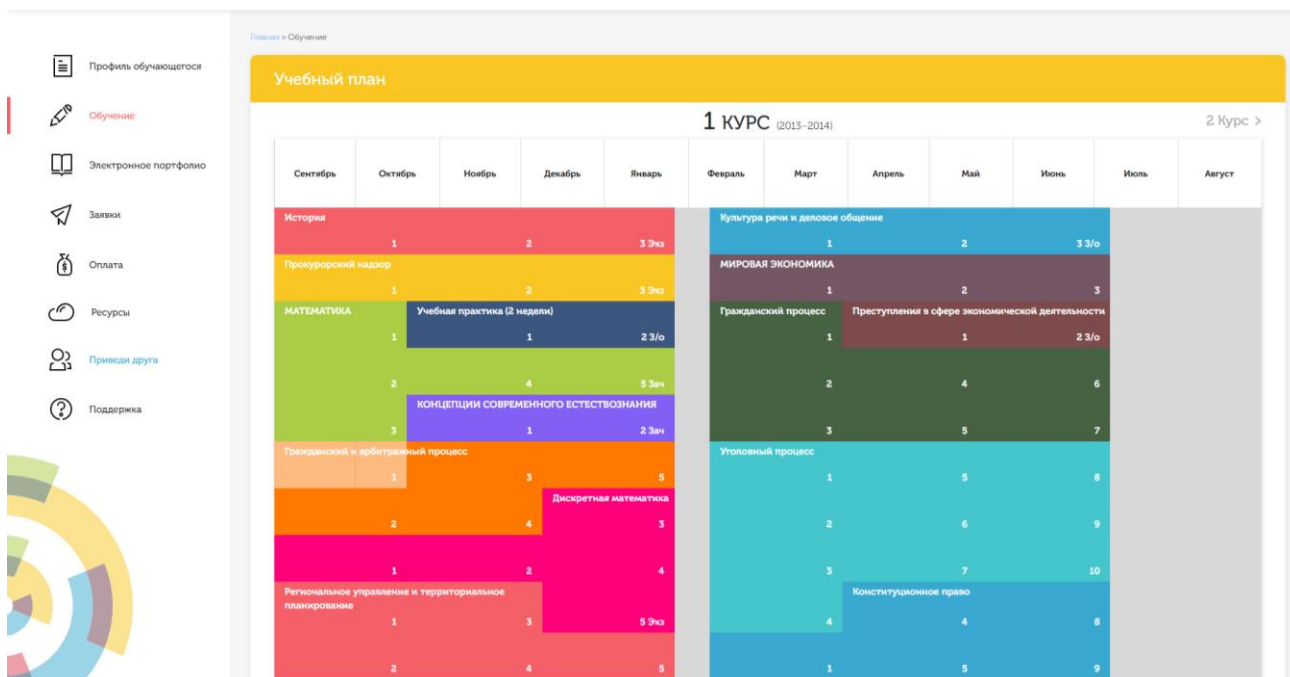 Главная > Обучение
Профиль обучающегося
Обучение
Электронное портфолио
Заявки
Оплата
Ресурсы
Приведи друга
Поддержка
Учебный план
1 КУРС (2013–2014)
2 Курс >
Сентябрь Октябрь Ноябрь Декабрь Январь Февраль Март Апрель Май Июнь Июль Август
История Культура речи и деловое общение
1 2 3 Экз 1 2 3 З/о
Прокурорский надзор МИРОВАЯ ЭКОНОМИКА
1 2 3 Экз 1 2 3
МАТЕМАТИКА Учебная практика (2 недели) Гражданский процесс Преступления в сфере экономической деятельности
1 1 2 З/о 1 1 2 З/о
2 4 5 Зач 2 4 6
КОНЦЕПЦИИ СОВРЕМЕННОГО ЕСТЕСТВОЗНАНИЯ
3 1 2 Зач 3 5 7
Гражданский и арбитражный процесс Уголовный процесс
1 3 5 1 5 8
Дискретная математика
2 4 3 2 6 9
1 2 4 3 7 10
Региональное управление и территориальное Конституционное право
планирование
1 3 5 Экз 4 4 8
2 4 5 1 5 9